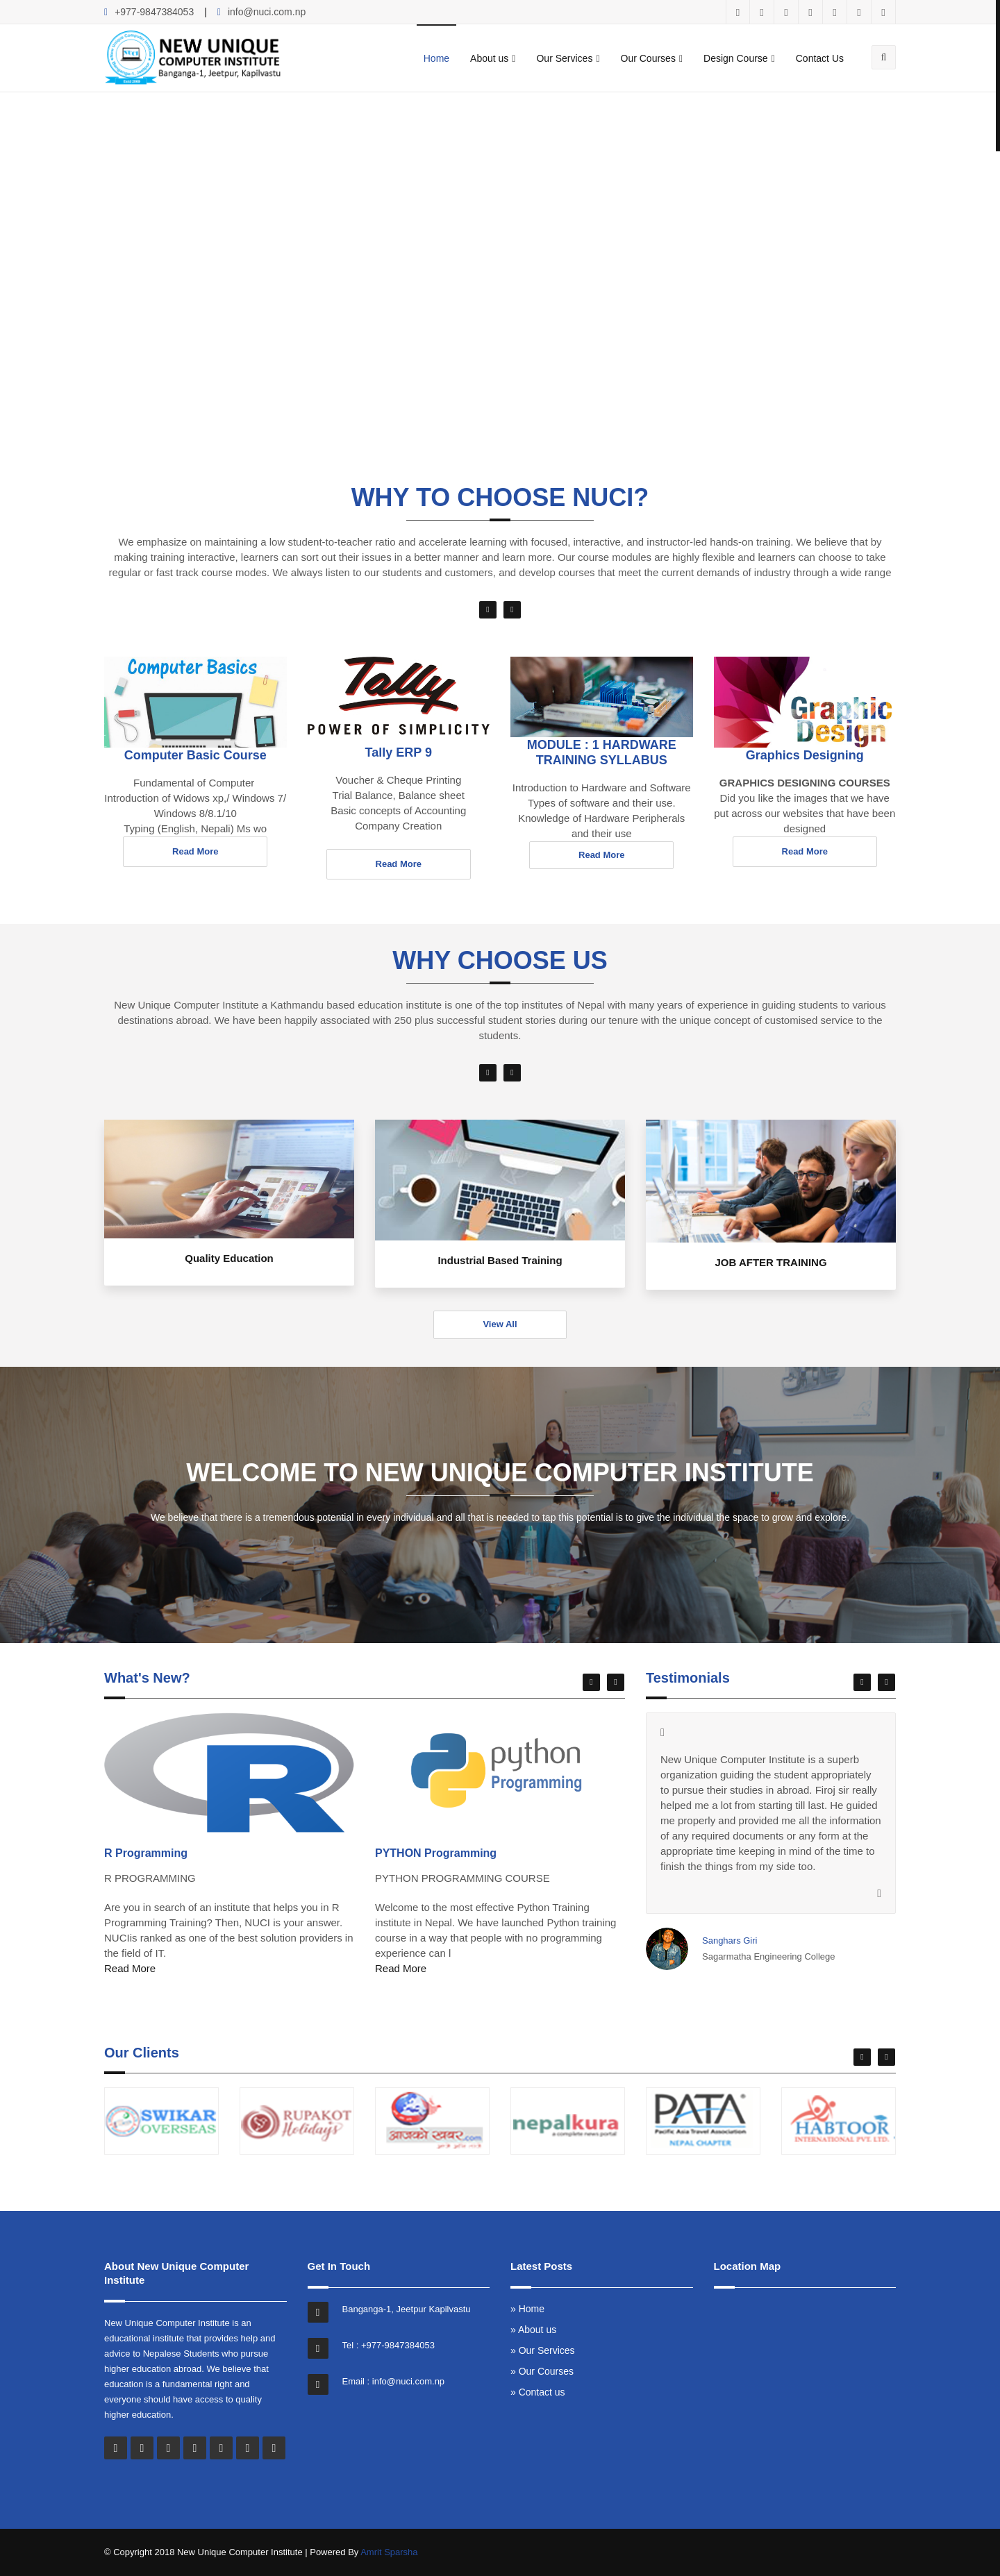 +977-9847384053 | info@nuci.com.np
NEW UNIQUE
COMPUTER INSTITUTE
Banganga-1, Jeetpur, Kapilvastu
Home About us Our Services Our Courses Design Course Contact Us
WHY TO CHOOSE NUCI?
We emphasize on maintaining a low student-to-teacher ratio and accelerate learning with focused, interactive, and instructor-led hands-on training. We believe that by
making training interactive, learners can sort out their issues in a better manner and learn more. Our course modules are highly flexible and learners can choose to take
regular or fast track course modes. We always listen to our students and customers, and develop courses that meet the current demands of industry through a wide range
Computer Basics
Computer Basic Course
Fundamental of Computer
Introduction of Widows xp,/ Windows 7/
Windows 8/8.1/10
Typing (English, Nepali) Ms wo
Read More
Tally
POWER OF SIMPLICITY
Tally ERP 9
Voucher & Cheque Printing
Trial Balance, Balance sheet
Basic concepts of Accounting
Company Creation
Read More
MODULE : 1 HARDWARE
TRAINING SYLLABUS
Introduction to Hardware and Software
Types of software and their use.
Knowledge of Hardware Peripherals
and their use
Read More
Graphic
Design
Graphics Designing
GRAPHICS DESIGNING COURSES
Did you like the images that we have
put across our websites that have been
designed
Read More
WHY CHOOSE US
New Unique Computer Institute a Kathmandu based education institute is one of the top institutes of Nepal with many years of experience in guiding students to various
destinations abroad. We have been happily associated with 250 plus successful student stories during our tenure with the unique concept of customised service to the
students.
Quality Education
Industrial Based Training
JOB AFTER TRAINING
View All
WELCOME TO NEW UNIQUE COMPUTER INSTITUTE
We believe that there is a tremendous potential in every individual and all that is needed to tap this potential is to give the individual the space to grow and explore.
What's New?
R
R Programming
R PROGRAMMING
Are you in search of an institute that helps you in R
Programming Training? Then, NUCI is your answer.
NUCIis ranked as one of the best solution providers in
the field of IT.
Read More
python
Programming
PYTHON Programming
PYTHON PROGRAMMING COURSE
Welcome to the most effective Python Training
institute in Nepal. We have launched Python training
course in a way that people with no programming
experience can l
Read More
Testimonials
New Unique Computer Institute is a superb
organization guiding the student appropriately
to pursue their studies in abroad. Firoj sir really
helped me a lot from starting till last. He guided
me properly and provided me all the information
of any required documents or any form at the
appropriate time keeping in mind of the time to
finish the things from my side too.
Sanghars Giri
Sagarmatha Engineering College
Our Clients
SWIKAR
OVERSEAS
RUPAKOT
Holidays
आजको खबर
.com
nepalkura
a complete news portal
PATA
Pacific Asia Travel Association
NEPAL CHAPTER
HABTOOR
INTERNATIONAL PVT. LTD.
About New Unique Computer
Institute
New Unique Computer Institute is an
educational institute that provides help and
advice to Nepalese Students who pursue
higher education abroad. We believe that
education is a fundamental right and
everyone should have access to quality
higher education.
Get In Touch
Banganga-1, Jeetpur Kapilvastu
Tel : +977-9847384053
Email : info@nuci.com.np
Latest Posts
» Home
» About us
» Our Services
» Our Courses
» Contact us
Location Map
© Copyright 2018 New Unique Computer Institute | Powered By Amrit Sparsha